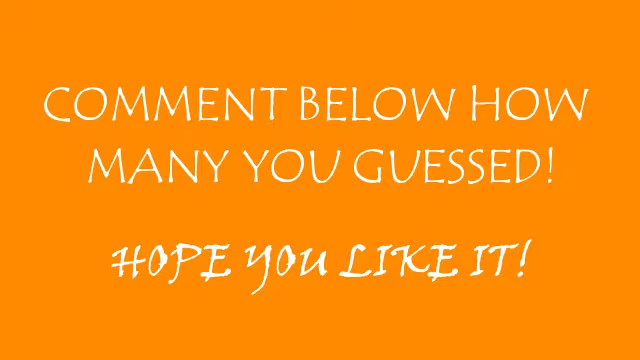 COMMENT BELOW HOW
MANY YOU GUESSED!
HOPE YOU LIKE IT!